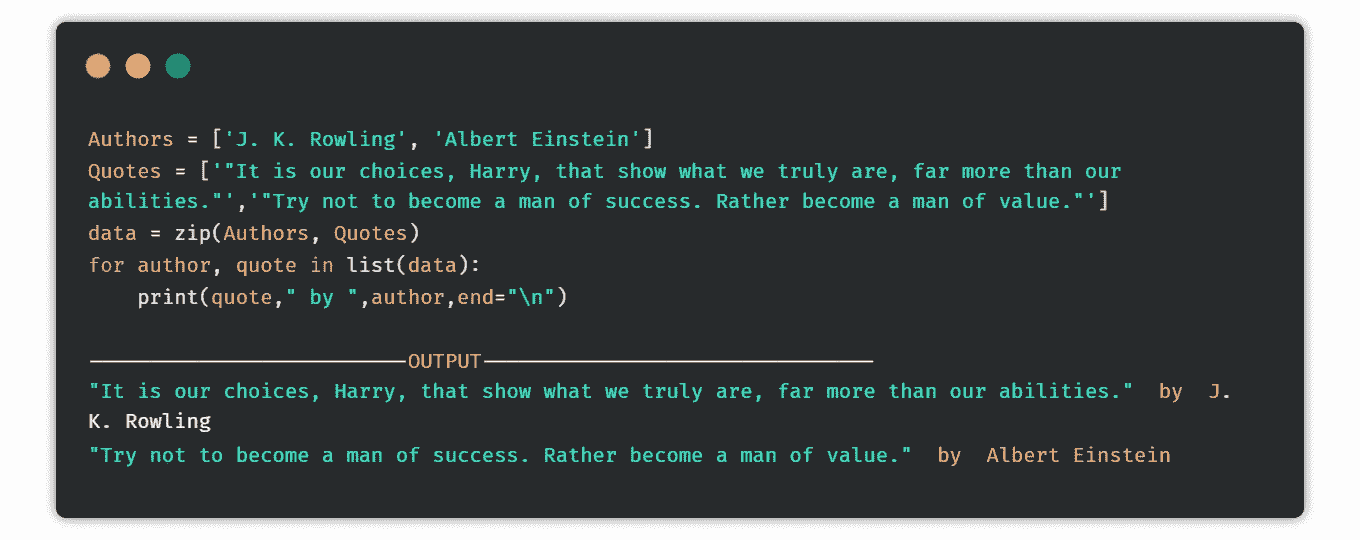 Authors = ['J. K. Rowling', 'Albert Einstein']
Quotes = ['"It is our choices, Harry, that show what we truly are, far more than our
abilities."','"Try not to become a man of success. Rather become a man of value."']
data = zip(Authors, Quotes)
for author, quote in list(data):
    print(quote," by ",author,end="\n")
--------------------------OUTPUT--------------------------------
"It is our choices, Harry, that show what we truly are, far more than our abilities."  by  J.
K. Rowling
"Try not to become a man of success. Rather become a man of value."  by  Albert Einstein